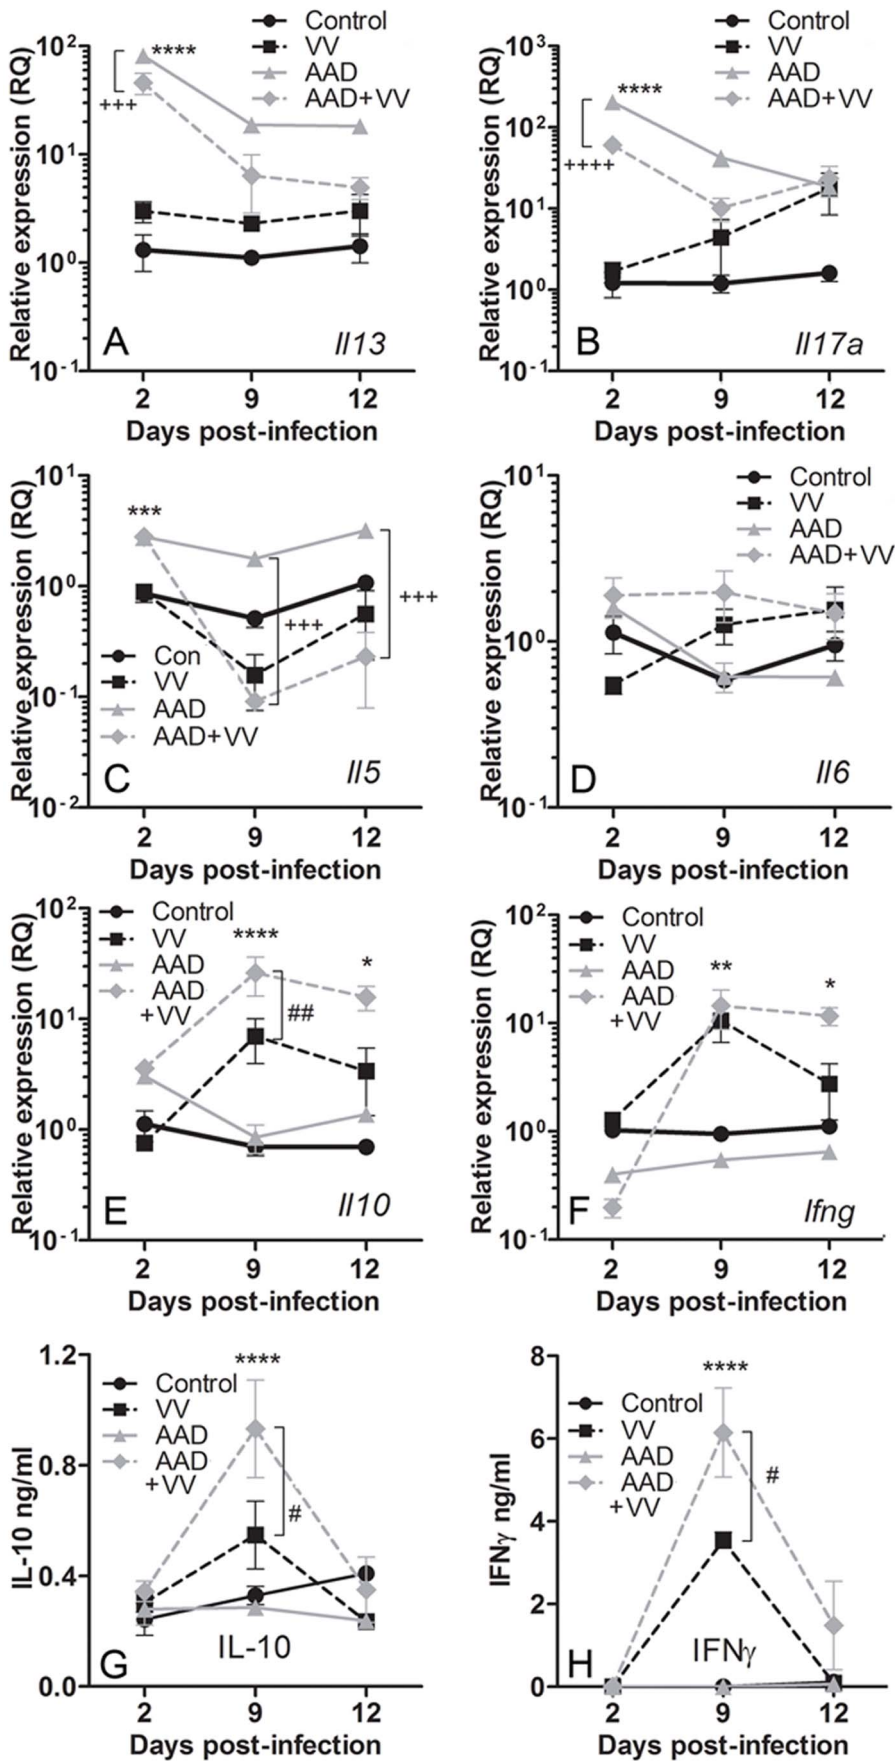 Control
VV
AAD
AAD+VV
10²
10¹
10⁰
10⁻¹
Relative expression (RQ)
****
+++
A
Il13
2 9 12
Days post-infection
Control
VV
AAD
AAD+VV
10³
10²
10¹
10⁰
10⁻¹
Relative expression (RQ)
****
++++
B
Il17a
2 9 12
Days post-infection
10¹
10⁰
10⁻¹
10⁻²
Relative expression (RQ)
***
+++
+++
Con
VV
AAD
AAD+VV
C
Il5
2 9 12
Days post-infection
Control
VV
AAD
AAD+VV
10¹
10⁰
10⁻¹
Relative expression (RQ)
D
Il6
2 9 12
Days post-infection
Control
VV
AAD
AAD
+VV
10²
10¹
10⁰
10⁻¹
Relative expression (RQ)
****
*
##
E
Il10
2 9 12
Days post-infection
Control
VV
AAD
AAD
+VV
10²
10¹
10⁰
10⁻¹
Relative expression (RQ)
**
*
F
Ifng
2 9 12
Days post-infection
1.2
0.8
0.4
0.0
IL-10 ng/ml
Control
VV
AAD
AAD
+VV
****
#
G
IL-10
2 9 12
Days post-infection
8
6
4
2
0
IFNγ ng/ml
Control
VV
AAD
AAD
+VV
****
#
H
IFNγ
2 9 12
Days post-infection